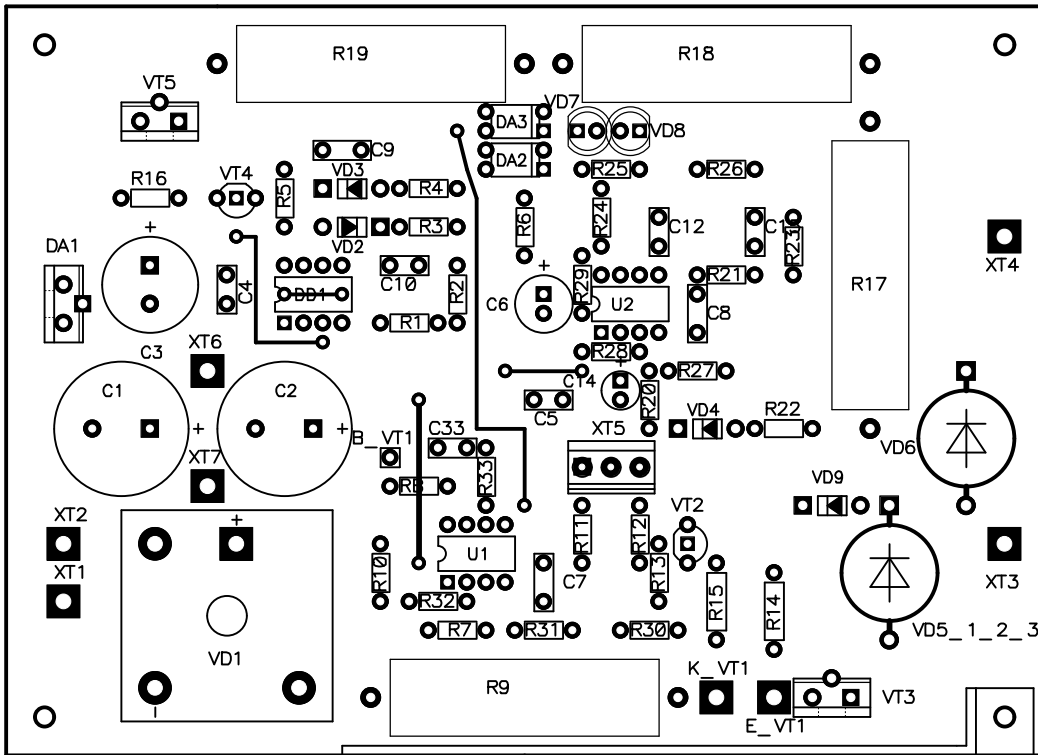 R19
R18
VT5
VD7
DA3
VD8
DA2
C9
R16
VT4
R5
VD3
R4
R25
R26
DA1
+
VD2
R3
R6
R24
C12
R23
XT4
C4
DD1
C10
R2
+
C6
R29
U2
R21
C8
R17
R1
C3
XT6
R28
+
R27
C1
C2
C5
R20
+
+
B_VT1
C33
XT5
VD4
R22
VD6
XT7
R33
VD9
XT2
+
R11
R12
VT2
XT1
R10
U1
C7
R13
XT3
R32
R15
R14
VD1
R7
R31
R30
VD5_1_2_3
R9
K_VT1
E_VT1
VT3